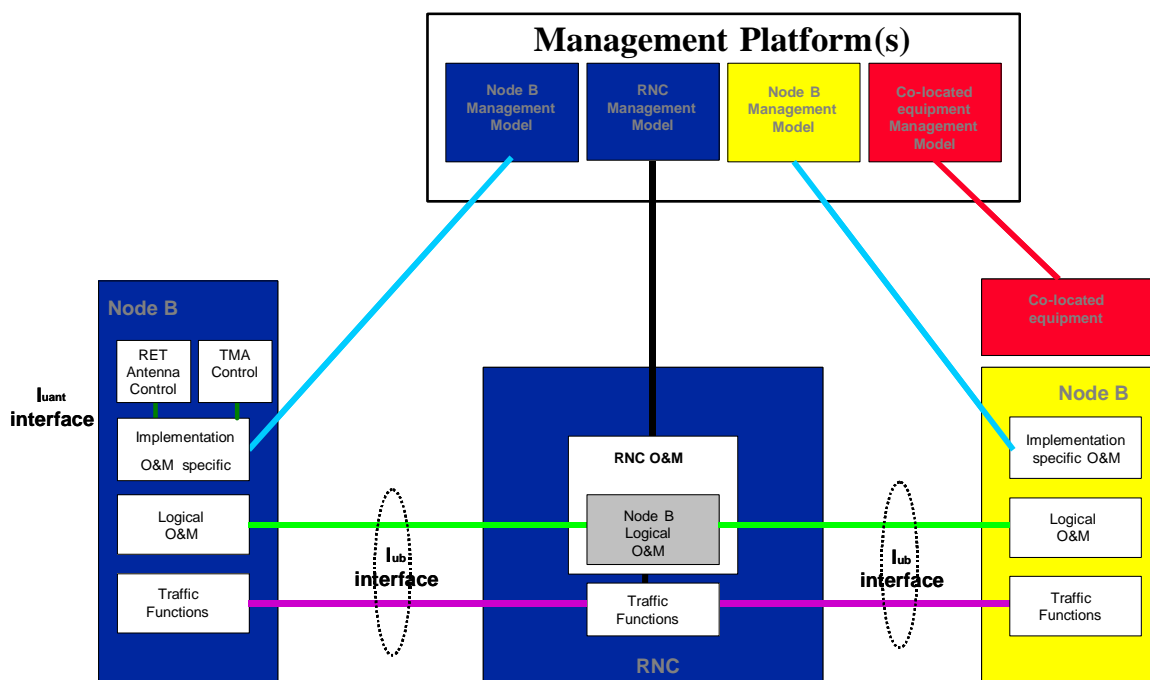 Management Platform(s)
Node B
Management
Model
RNC
Management
Model
Node B
Management
Model
Co-located
equipment
Management
Model
Node B
RET
Antenna
Control
TMA
Control
Iuant
interface
Implementation
O&M specific
Logical
O&M
Traffic
Functions
Iub
interface
RNC O&M
Node B
Logical
O&M
Traffic
Functions
RNC
Iub
interface
Co-located
equipment
Node B
Implementation
specific O&M
Logical
O&M
Traffic
Functions